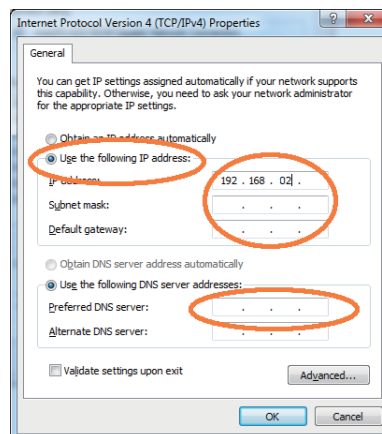 Internet Protocol Version 4 (TCP/IPv4) Properties
General
You can get IP settings assigned automatically if your network supports
this capability. Otherwise, you need to ask your network administrator
for the appropriate IP settings.
Obtain an IP address automatically
Use the following IP address:
IP address: 192 . 168 . 02 .
Subnet mask: . . .
Default gateway: . . .
Obtain DNS server address automatically
Use the following DNS server addresses:
Preferred DNS server: . . .
Alternate DNS server: . . .
Validate settings upon exit
Advanced...
OK Cancel